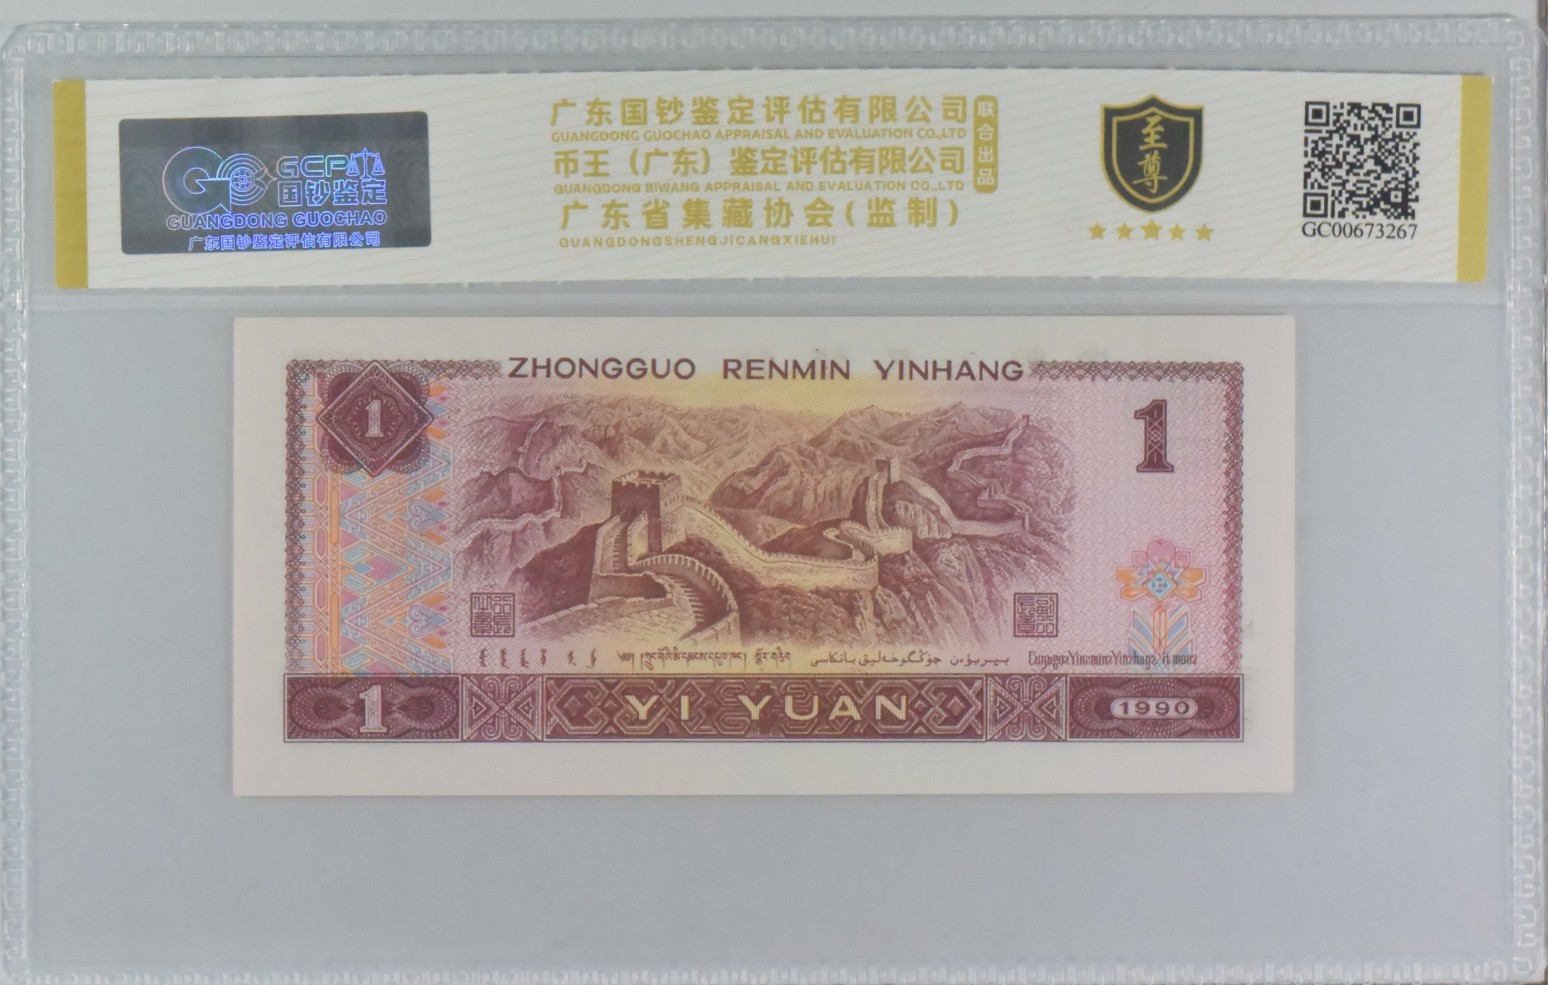 GCP
国钞鉴定
GUANGDONG GUOCHAO
广东国钞鉴定评估有限公司
广东国钞鉴定评估有限公司
GUANGDONG GUOCHAO APPRAISAL AND EVALUATION CO.,LTD
币王（广东）鉴定评估有限公司
GUANGDONG BIWANG APPRAISAL AND EVALUATION CO.,LTD
联合出品
广东省集藏协会(监制)
GUANGDONGSHENGJICANGXIEHUI
至尊
GC00673267
ZHONGGUO RENMIN YINHANG
1
1
1
YI YUAN
1990